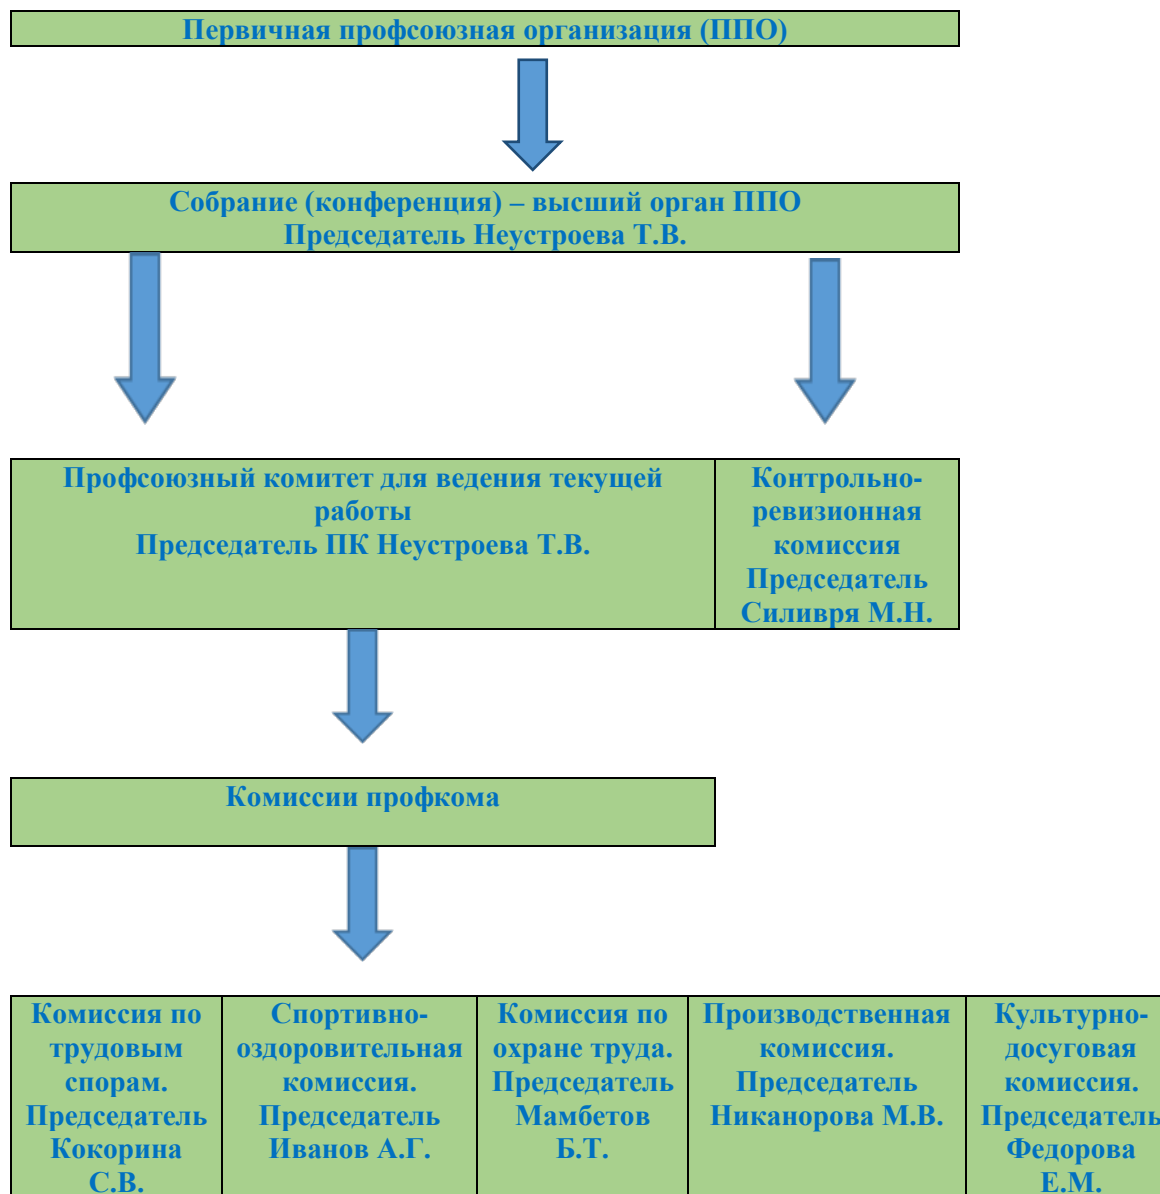 Первичная профсоюзная организация (ППО)
Собрание (конференция) – высший орган ППО
Председатель Неустроева Т.В.
Профсоюзный комитет для ведения текущей
работы
Председатель ПК Неустроева Т.В.
Контрольно-
ревизионная
комиссия
Председатель
Силивря М.Н.
Комиссии профкома
Комиссия по
трудовым
спорам.
Председатель
Кокорина
С.В.
Спортивно-
оздоровительная
комиссия.
Председатель
Иванов А.Г.
Комиссия по
охране труда.
Председатель
Мамбетов
Б.Т.
Производственная
комиссия.
Председатель
Никанорова М.В.
Культурно-
досуговая
комиссия.
Председатель
Федорова
Е.М.